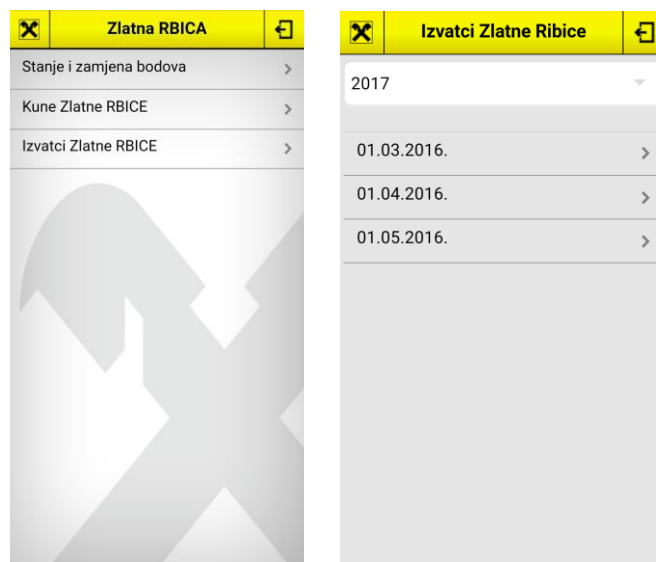 Zlatna RBICA
Stanje i zamjena bodova
Kune Zlatne RBICE
Izvatci Zlatne RBICE
Izvatci Zlatne Ribice
2017
01.03.2016.
01.04.2016.
01.05.2016.